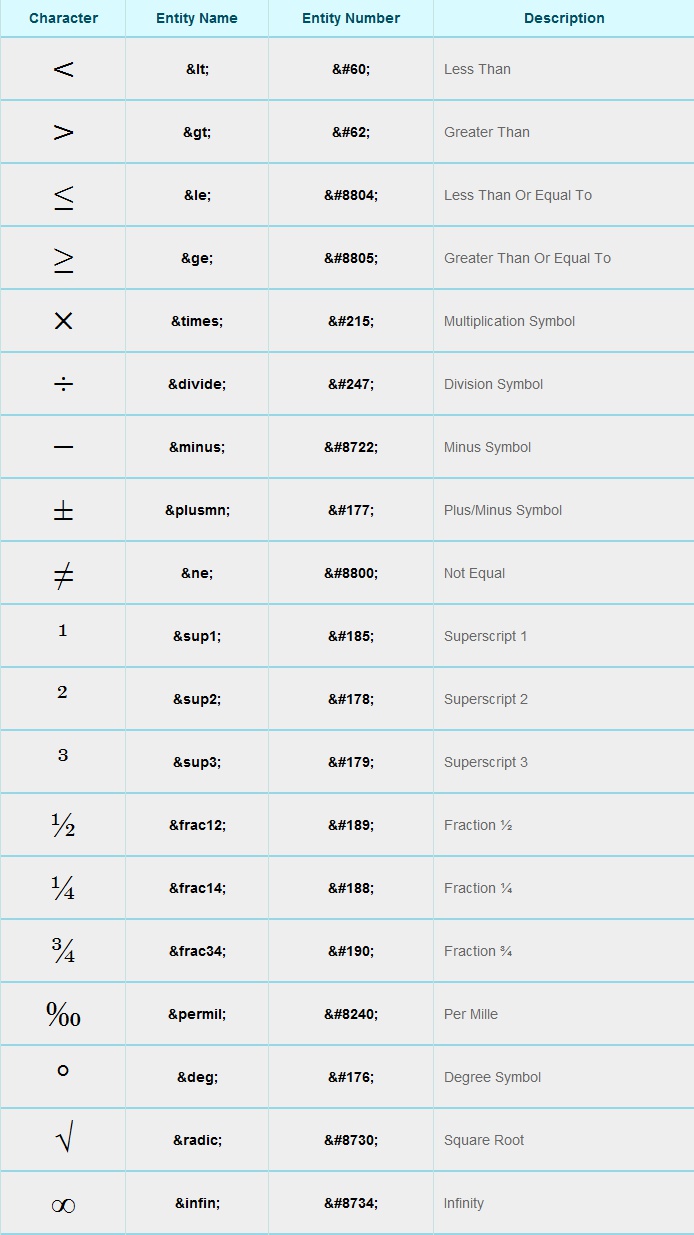 Character Entity Name Entity Number Description
< &lt; &#60; Less Than
> &gt; &#62; Greater Than
≤ &le; &#8804; Less Than Or Equal To
≥ &ge; &#8805; Greater Than Or Equal To
× &times; &#215; Multiplication Symbol
÷ &divide; &#247; Division Symbol
− &minus; &#8722; Minus Symbol
± &plusmn; &#177; Plus/Minus Symbol
≠ &ne; &#8800; Not Equal
¹ &sup1; &#185; Superscript 1
² &sup2; &#178; Superscript 2
³ &sup3; &#179; Superscript 3
½ &frac12; &#189; Fraction ½
¼ &frac14; &#188; Fraction ¼
¾ &frac34; &#190; Fraction ¾
‰ &permil; &#8240; Per Mille
° &deg; &#176; Degree Symbol
√ &radic; &#8730; Square Root
∞ &infin; &#8734; Infinity